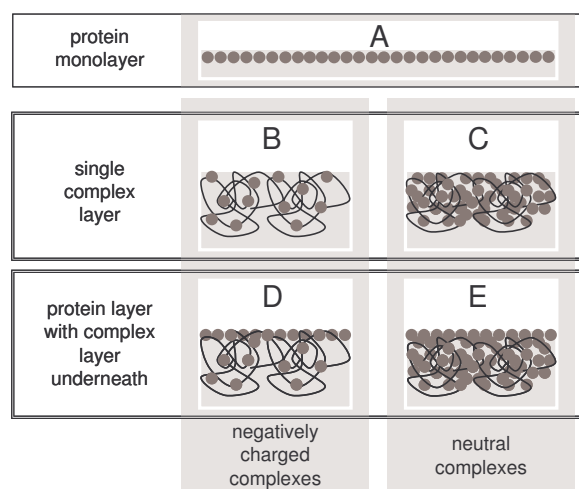 protein
monolayer
A
single
complex
layer
B
C
protein layer
with complex
layer
underneath
D
E
negatively
charged
complexes
neutral
complexes